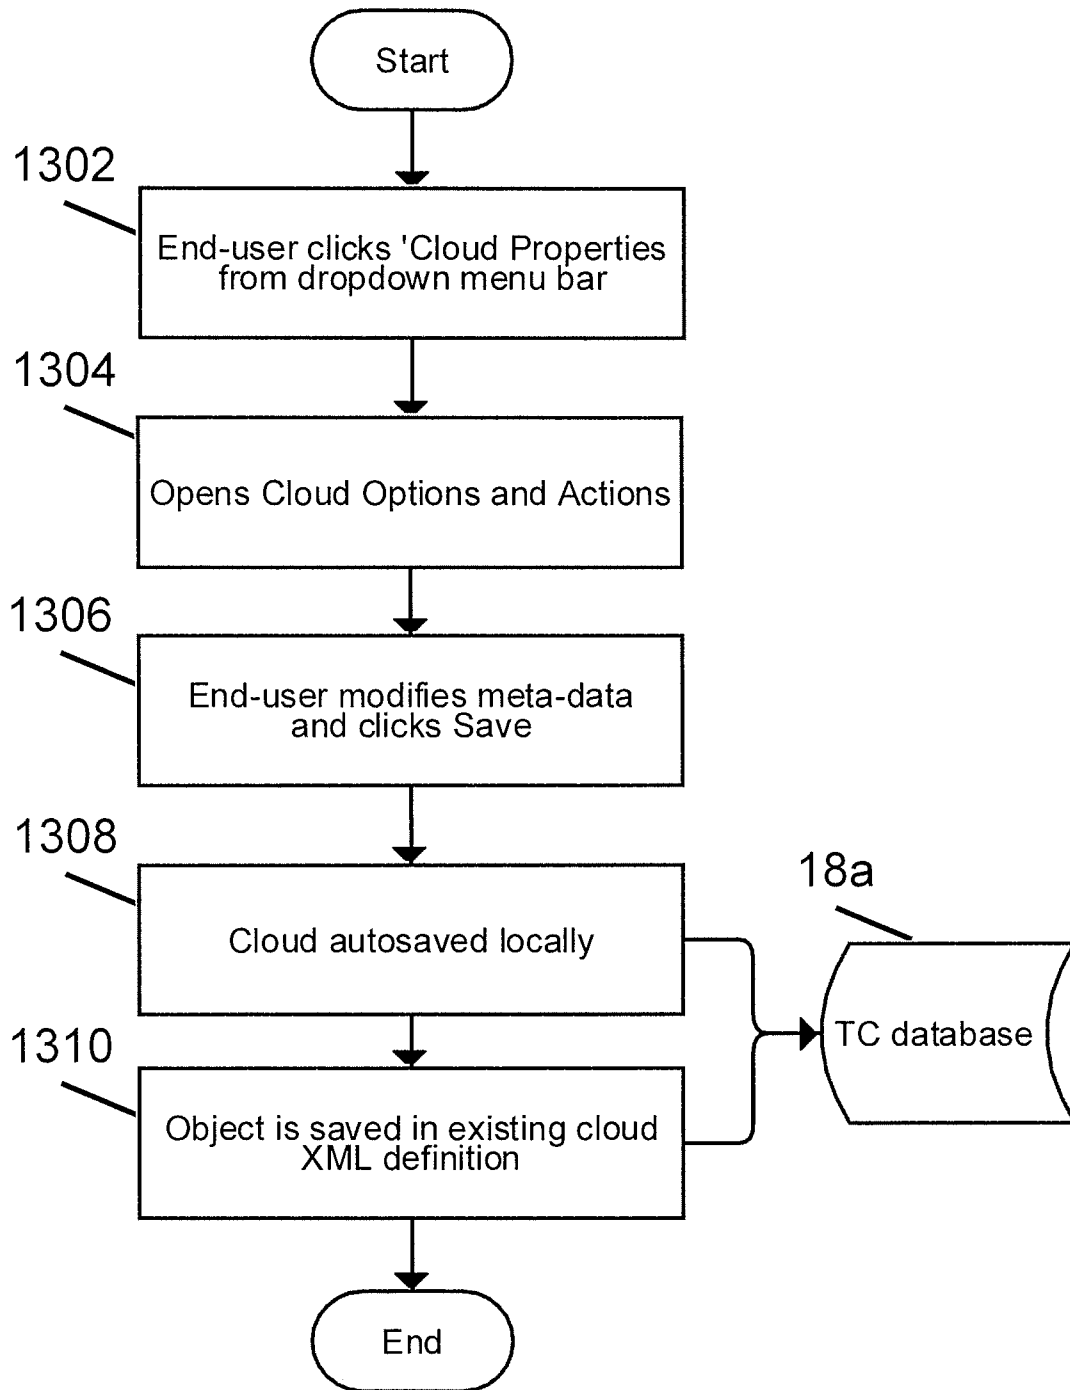 Start
1302
End-user clicks 'Cloud Properties
from dropdown menu bar
1304
Opens Cloud Options and Actions
1306
End-user modifies meta-data
and clicks Save
1308
Cloud autosaved locally
18a
TC database
1310
Object is saved in existing cloud
XML definition
End